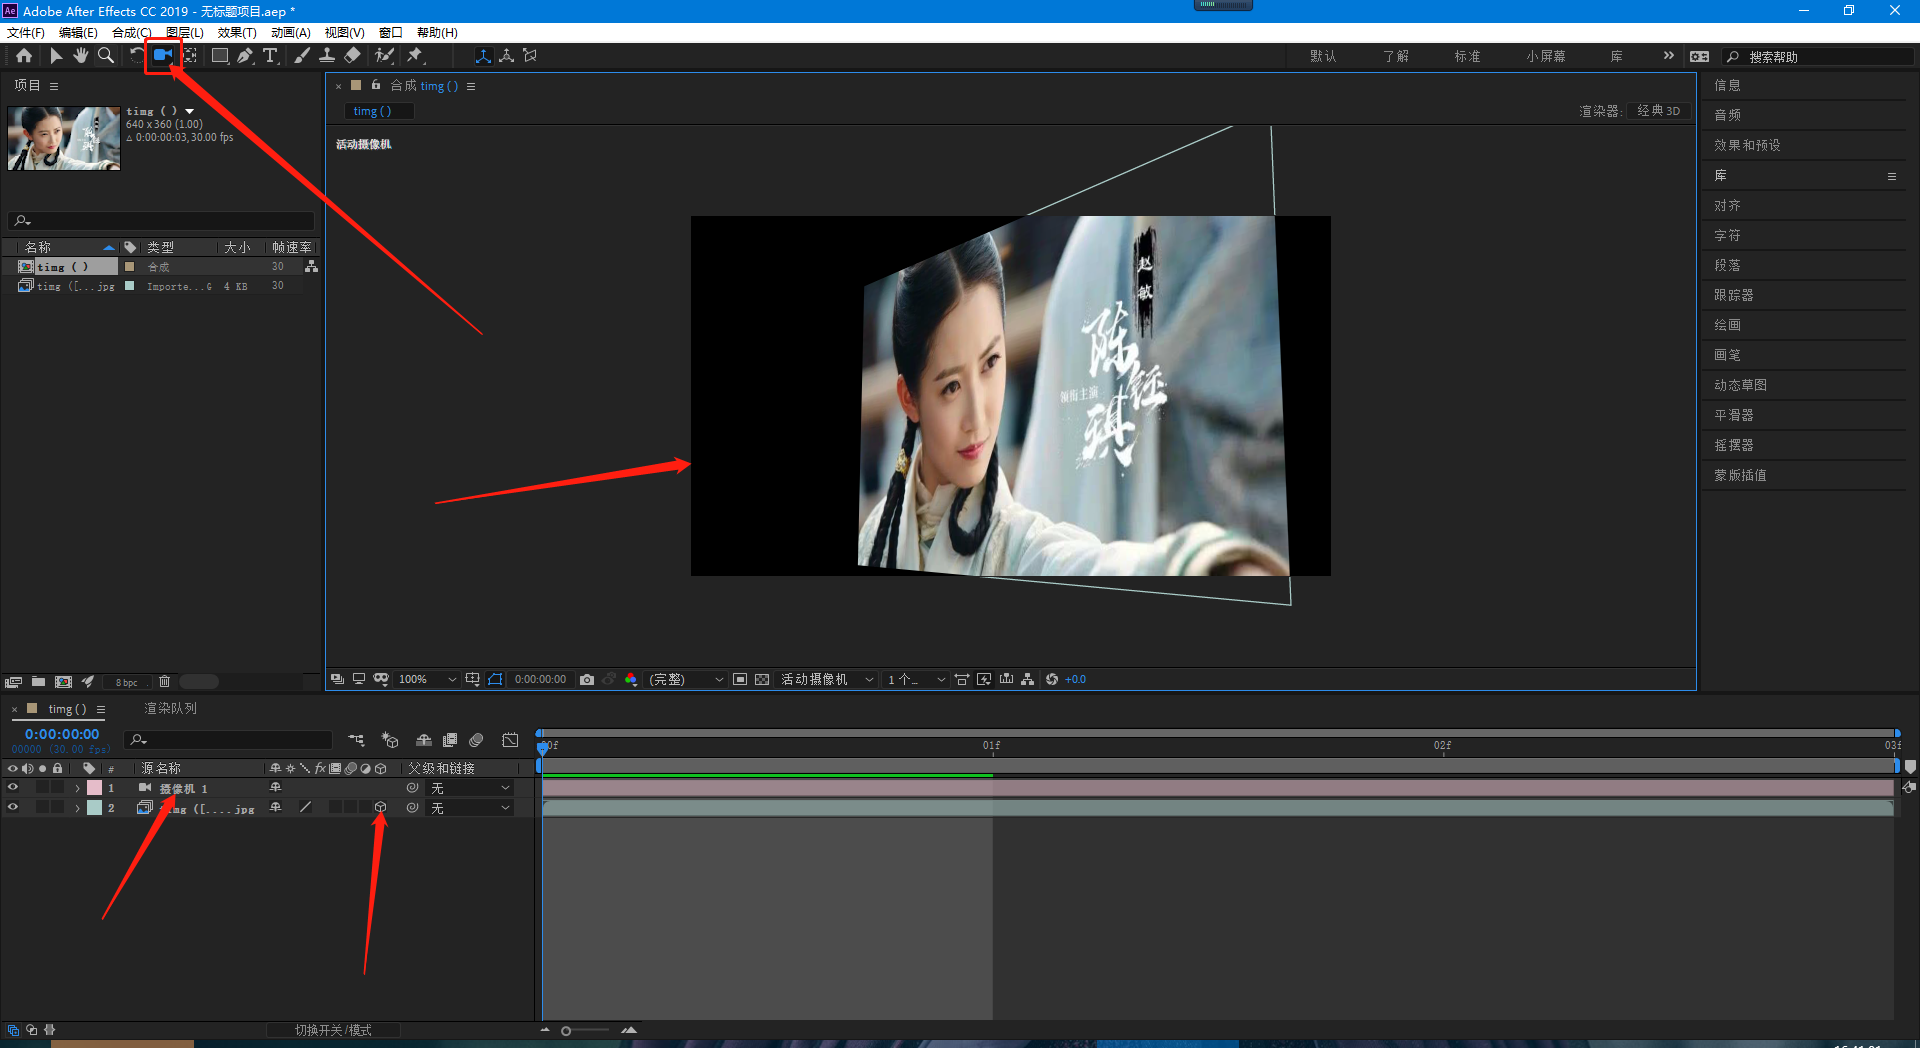 Ae Adobe After Effects CC 2019 - 无标题项目.aep *
文件(F) 编辑(E) 合成(C) 图层(L) 效果(T) 动画(A) 视图(V) 窗口 帮助(H)
默认 了解 标准 小屏幕 库 搜索帮助
项目
timg ( )
640 x 360 (1.00)
△ 0:00:00:03, 30.00 fps
名称 类型 大小 帧速率
timg ( ) 合成 30
timg ([...jpg Importe...G 4 KB 30
8 bpc
合成 timg ( )
timg ( )
渲染器: 经典 3D
活动摄像机
赵敏
陈钰琪
领衔主演
100% 0:00:00:00 (完整) 活动摄像机 1 个... +0.0
信息
音频
效果和预设
库
对齐
字符
段落
跟踪器
绘画
画笔
动态草图
平滑器
摇摆器
蒙版插值
timg ( ) 渲染队列
0:00:00:00
00000 (30.00 fps)
# 源名称 fx 父级和链接
1 摄像机 1 无
2 timg ([....jpg 无
00f 01f 02f 03f
切换开关/模式